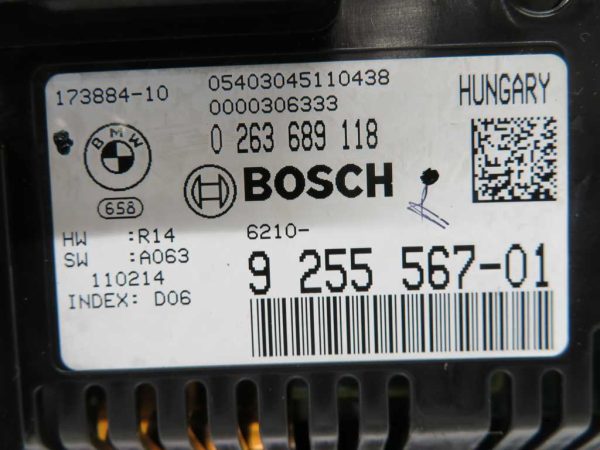 173884-10 05403045110438 HUNGARY
0000306333
0 263 689 118
BMW
BOSCH
658
HW :R14 6210-
SW :A063 9 255 567-01
110214
INDEX: D06